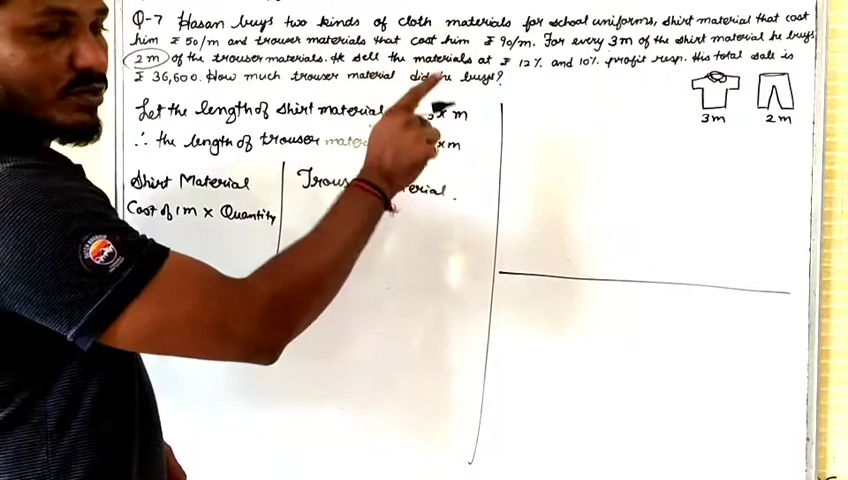 Q-7 Hasan buys two kinds of cloth materials for school uniforms, shirt material that cost
him ₹ 50/m and trouser materials that cost him ₹ 90/m. For every 3m of the shirt material he buys
2m of the trouser materials. He sell the materials at ₹ 12% and 10% profit resp. His total sale is
₹ 36,600. How much trouser material did he buys?
3m 2m
Let the length of shirt material 3x m
∴ the length of trouser x m
Shirt Material
Cost of 1m x Quantity